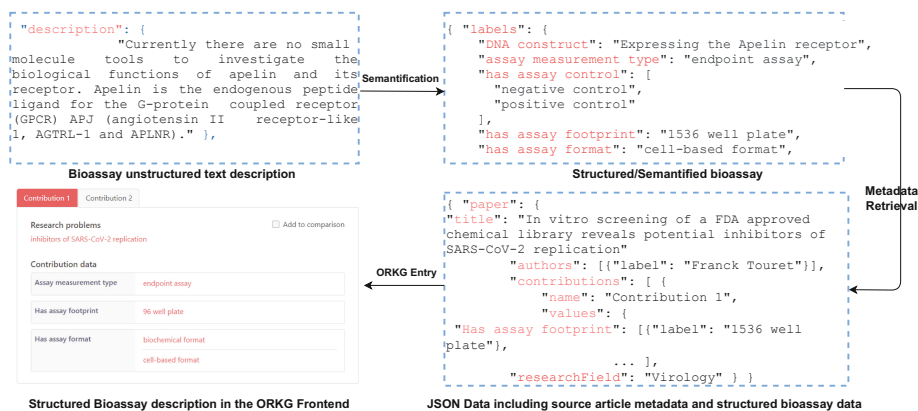 "description": {
"Currently there are no small
molecule tools to investigate the
biological functions of apelin and its
receptor. Apelin is the endogenous peptide
ligand for the G-protein coupled receptor
(GPCR) APJ (angiotensin II receptor-like
1, AGTRL-1 and APLNR)." },
Bioassay unstructured text description
Semantification
{ "labels": {
"DNA construct": "Expressing the Apelin receptor",
"assay measurement type": "endpoint assay",
"has assay control": [
"negative control",
"positive control"
],
"has assay footprint": "1536 well plate",
"has assay format": "cell-based format",
Structured/Semantified bioassay
Metadata
Retrieval
{ "paper": {
"title": "In vitro screening of a FDA approved
chemical library reveals potential inhibitors of
SARS-CoV-2 replication"
"authors": [{"label": "Franck Touret"}],
"contributions": [ {
"name": "Contribution 1",
"values": {
"Has assay footprint": [{"label": "1536 well
plate"},
... ],
"researchField": "Virology" } }
JSON Data including source article metadata and structured bioassay data
ORKG Entry
Contribution 1 Contribution 2
Research problems Add to comparison
inhibitors of SARS-CoV-2 replication
Contribution data
Assay measurement type endpoint assay
Has assay footprint 96 well plate
Has assay format biochemical format
cell-based format
Structured Bioassay description in the ORKG Frontend